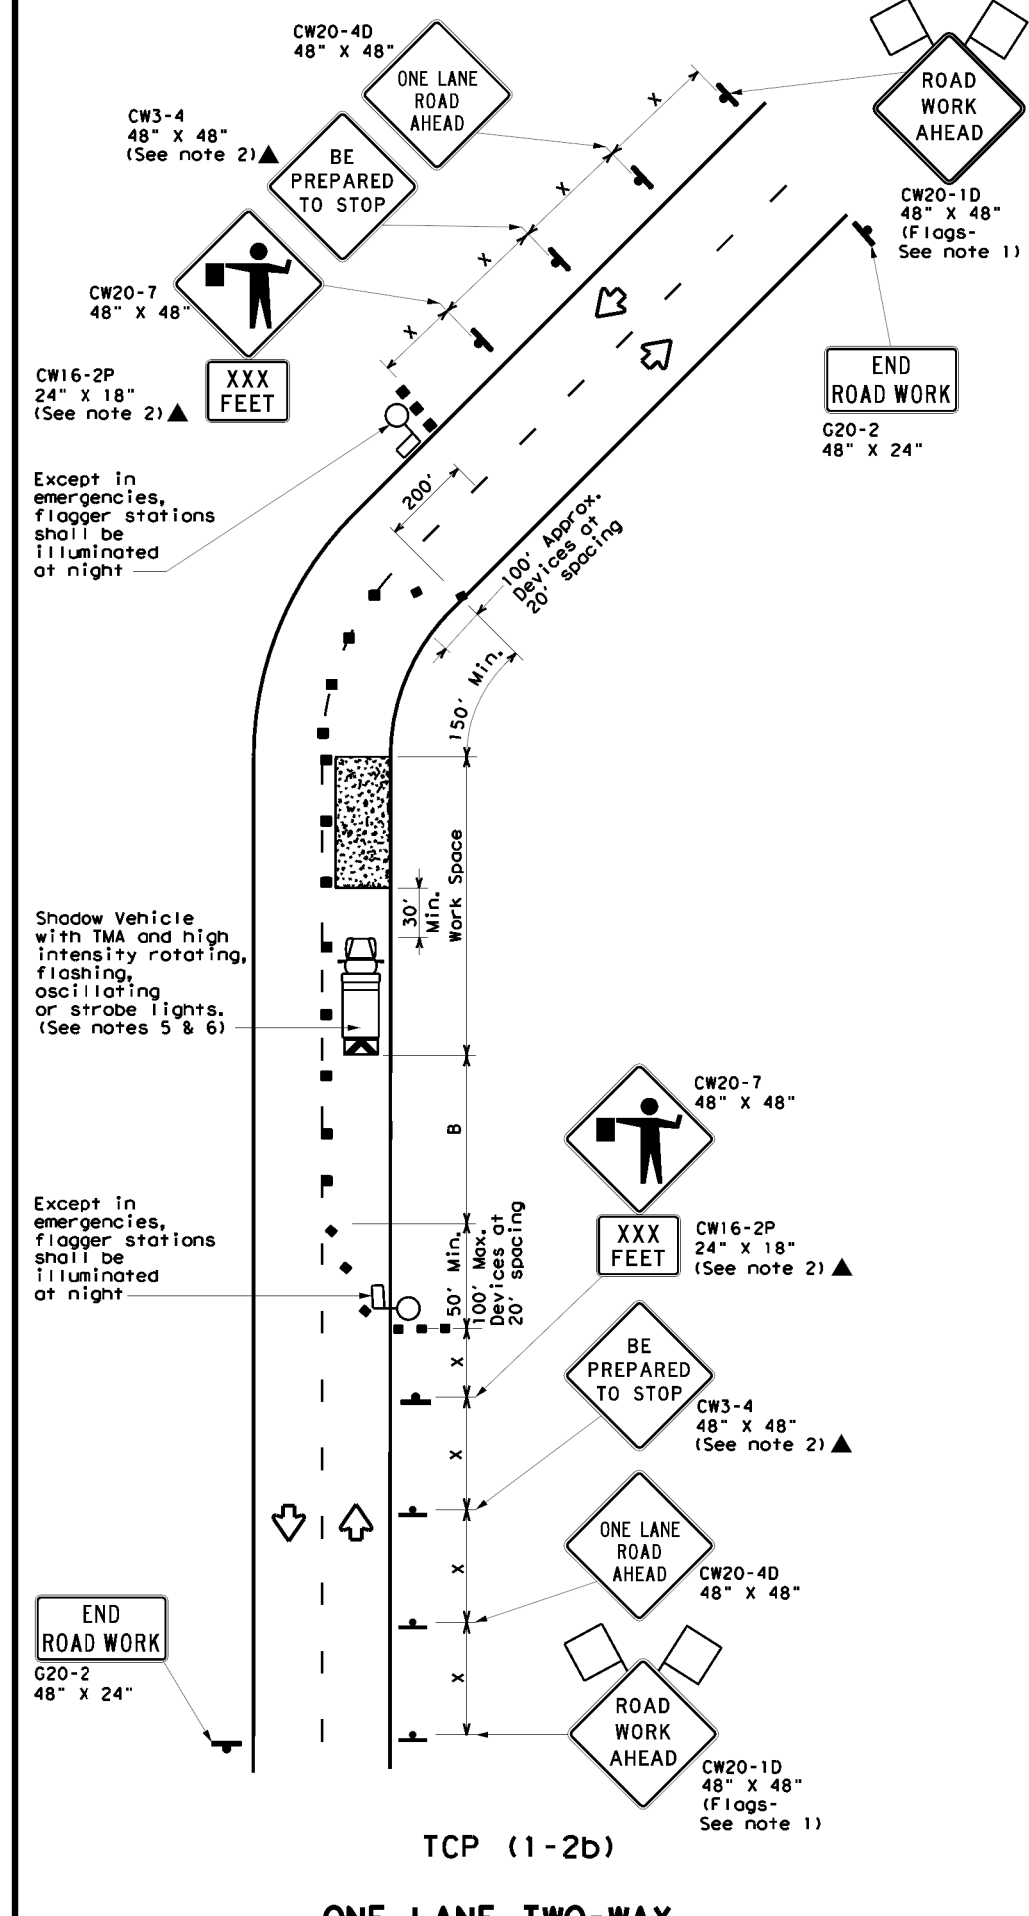 CW20-4D
48" X 48"
ONE LANE
ROAD
AHEAD
ROAD
WORK
AHEAD
CW20-1D
48" X 48"
(Flags-
See note 1)
CW3-4
48" X 48"
(See note 2)▲
BE
PREPARED
TO STOP
X
X
X
X
CW20-7
48" X 48"
CW16-2P
24" X 18"
(See note 2)▲
XXX
FEET
END
ROAD WORK
G20-2
48" X 24"
Except in
emergencies,
flagger stations
shall be
illuminated
at night
200'
100' Approx.
Devices at
20' spacing
150' Min.
30'
Min.
Work Space
Shadow Vehicle
with TMA and high
intensity rotating,
flashing,
oscillating
or strobe lights.
(See notes 5 & 6)
B
CW20-7
48" X 48"
XXX
FEET
CW16-2P
24" X 18"
(See note 2)▲
Except in
emergencies,
flagger stations
shall be
illuminated
at night
50' Min.
100' Max.
Devices at
20' spacing
X
X
X
X
BE
PREPARED
TO STOP
CW3-4
48" X 48"
(See note 2)▲
ONE LANE
ROAD
AHEAD
CW20-4D
48" X 48"
END
ROAD WORK
G20-2
48" X 24"
ROAD
WORK
AHEAD
CW20-1D
48" X 48"
(Flags-
See note 1)
TCP (1-2b)
ONE LANE TWO-WAY